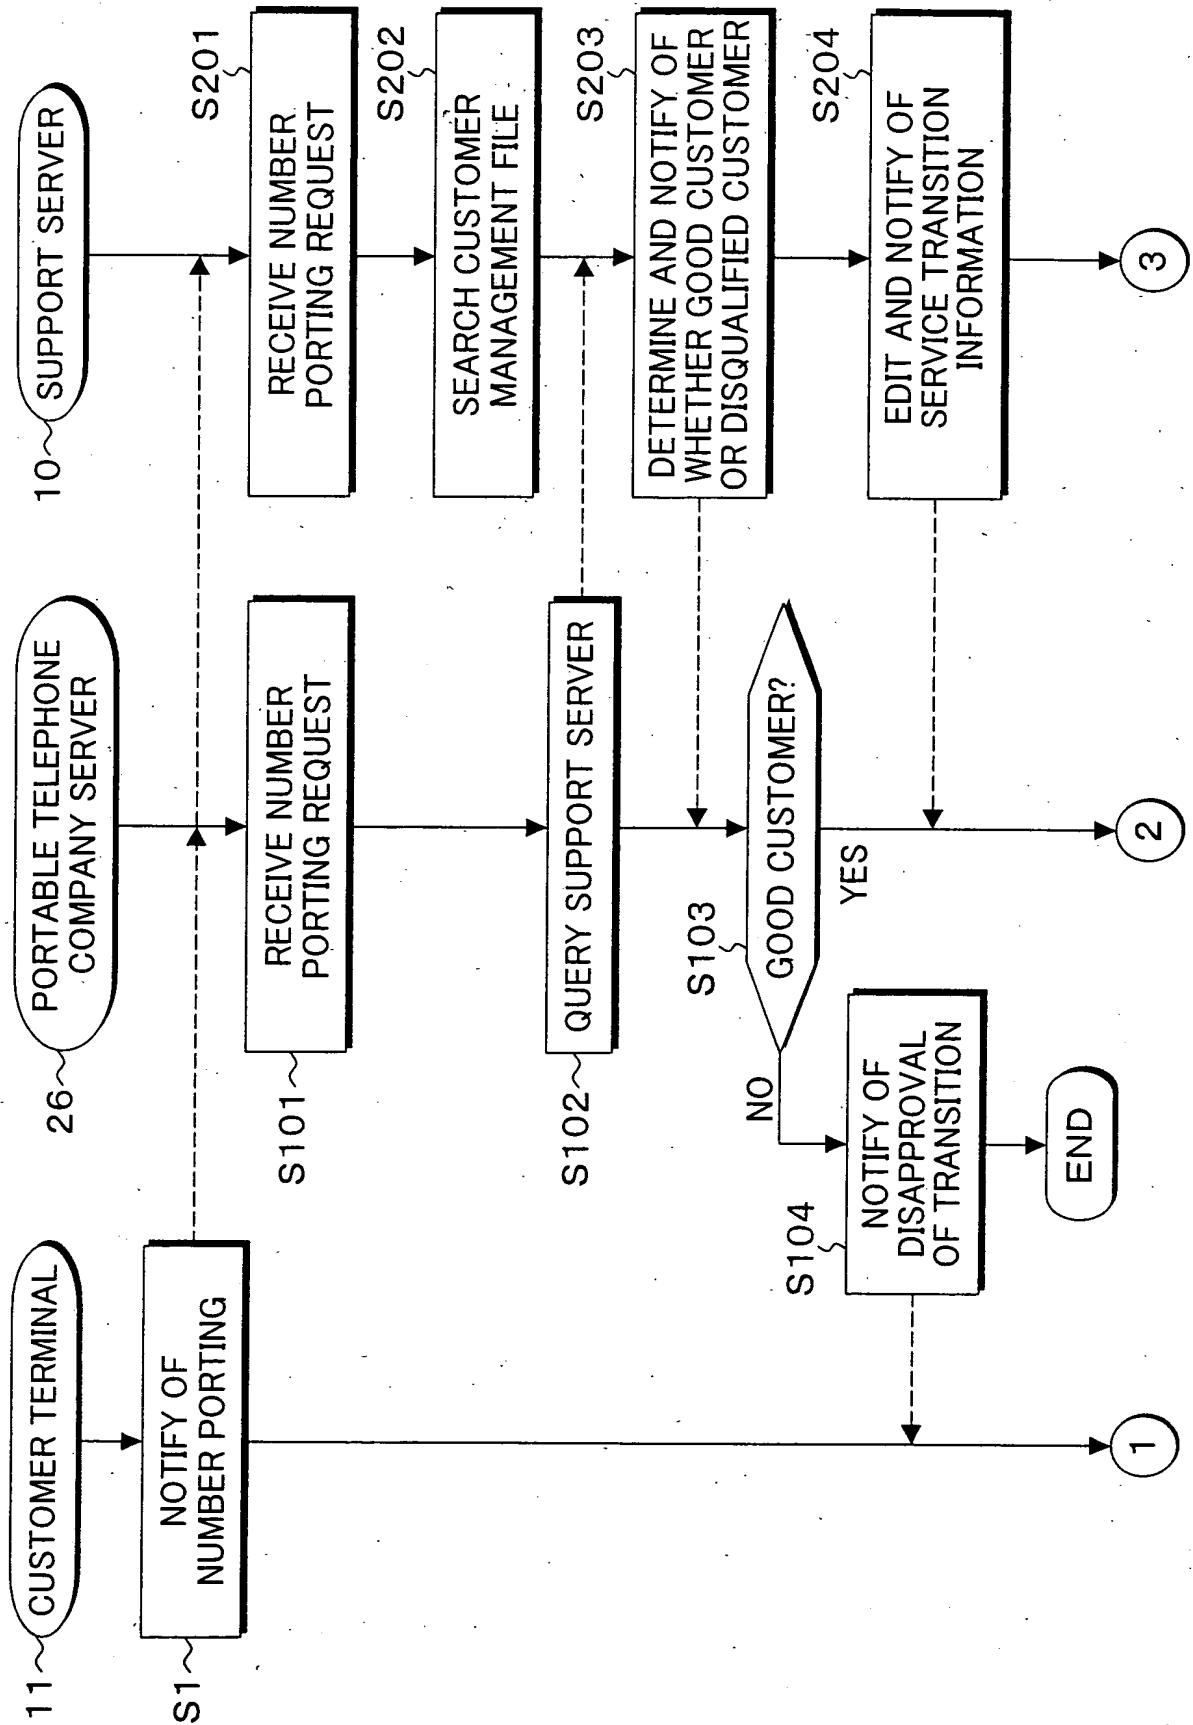 11
CUSTOMER TERMINAL
S1
NOTIFY OF
NUMBER PORTING
1
26
PORTABLE TELEPHONE
COMPANY SERVER
S101
RECEIVE NUMBER
PORTING REQUEST
S102
QUERY SUPPORT SERVER
S103
GOOD CUSTOMER?
NO
YES
S104
NOTIFY OF
DISAPPROVAL
OF TRANSITION
END
2
10
SUPPORT SERVER
S201
RECEIVE NUMBER
PORTING REQUEST
S202
SEARCH CUSTOMER
MANAGEMENT FILE
S203
DETERMINE AND NOTIFY OF
WHETHER GOOD CUSTOMER
OR DISQUALIFIED CUSTOMER
S204
EDIT AND NOTIFY OF
SERVICE TRANSITION
INFORMATION
3